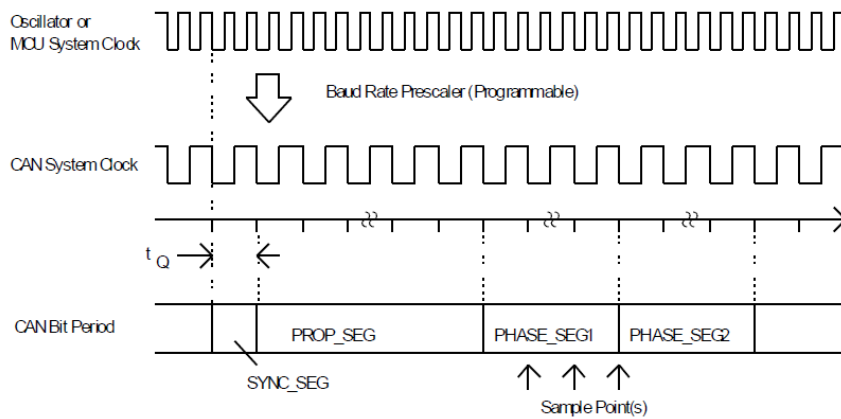 Oscillator or
MCU System Clock
Baud Rate Prescaler (Programmable)
CAN System Clock
t Q
CAN Bit Period
PROP_SEG
PHASE_SEG1
PHASE_SEG2
SYNC_SEG
Sample Point(s)